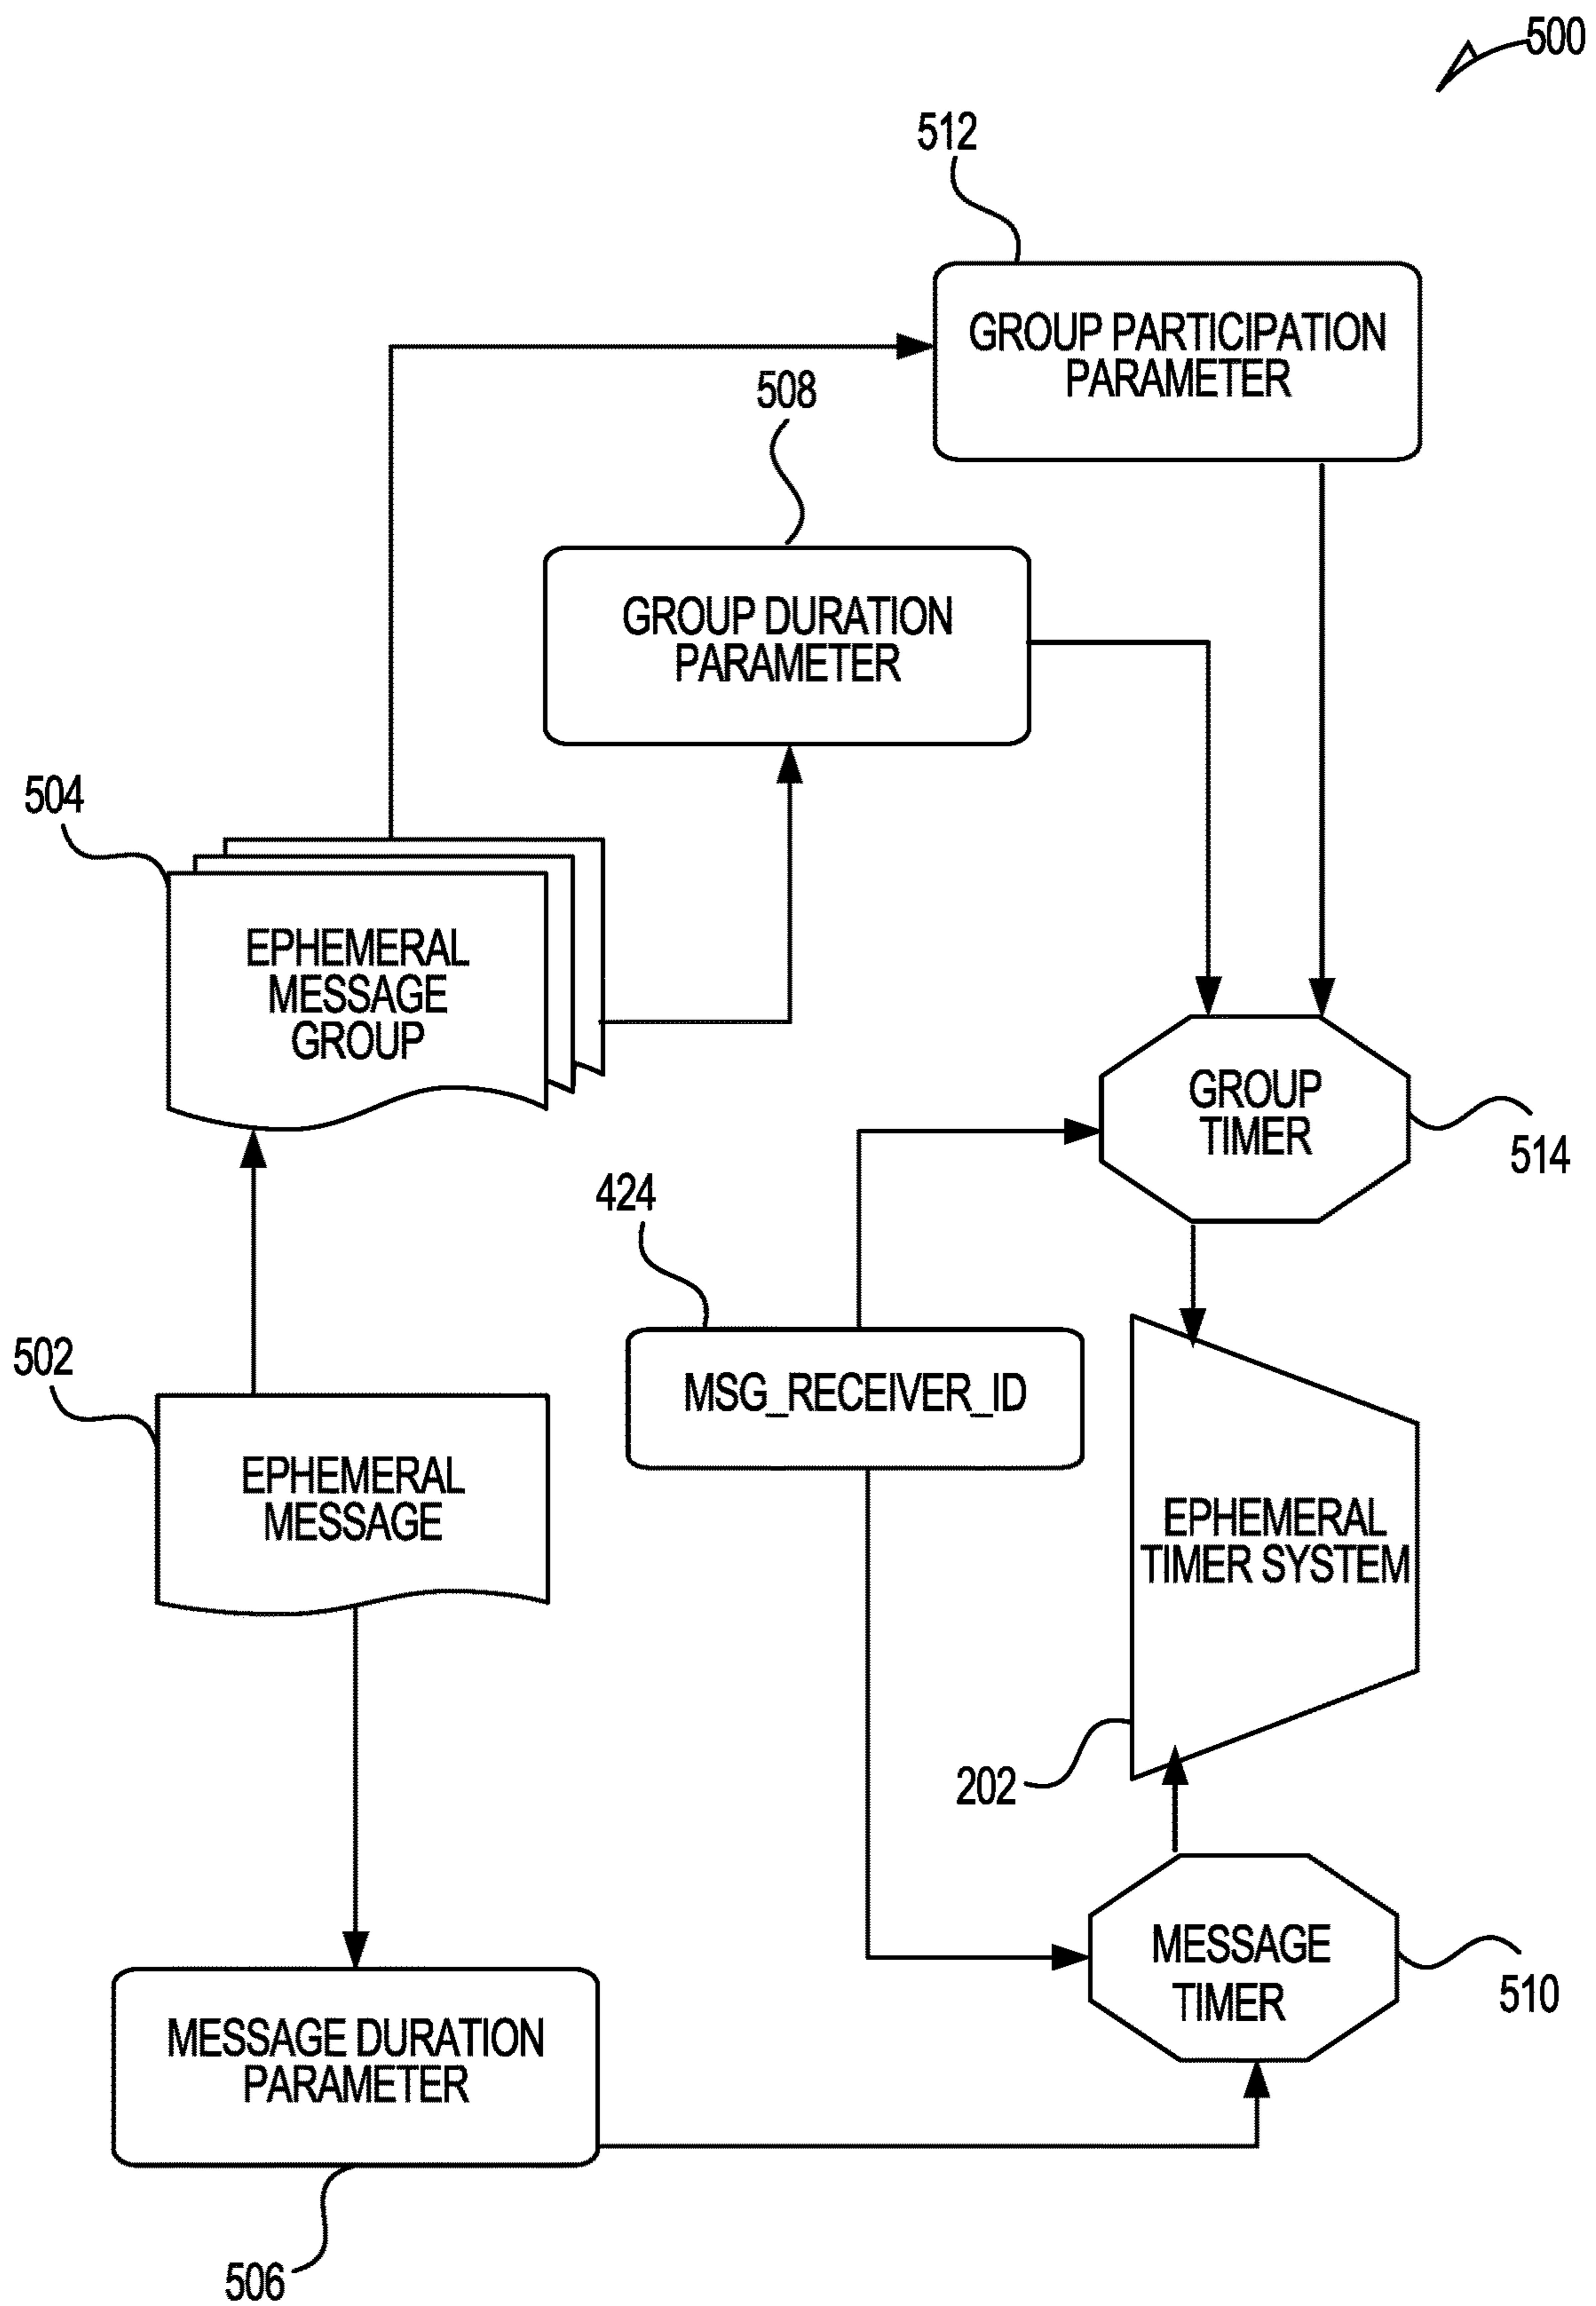 500
512
GROUP PARTICIPATION
PARAMETER
508
GROUP DURATION
PARAMETER
504
EPHEMERAL
MESSAGE
GROUP
GROUP
TIMER
514
424
MSG_RECEIVER_ID
502
EPHEMERAL
MESSAGE
EPHEMERAL
TIMER SYSTEM
202
MESSAGE
TIMER
510
MESSAGE DURATION
PARAMETER
506